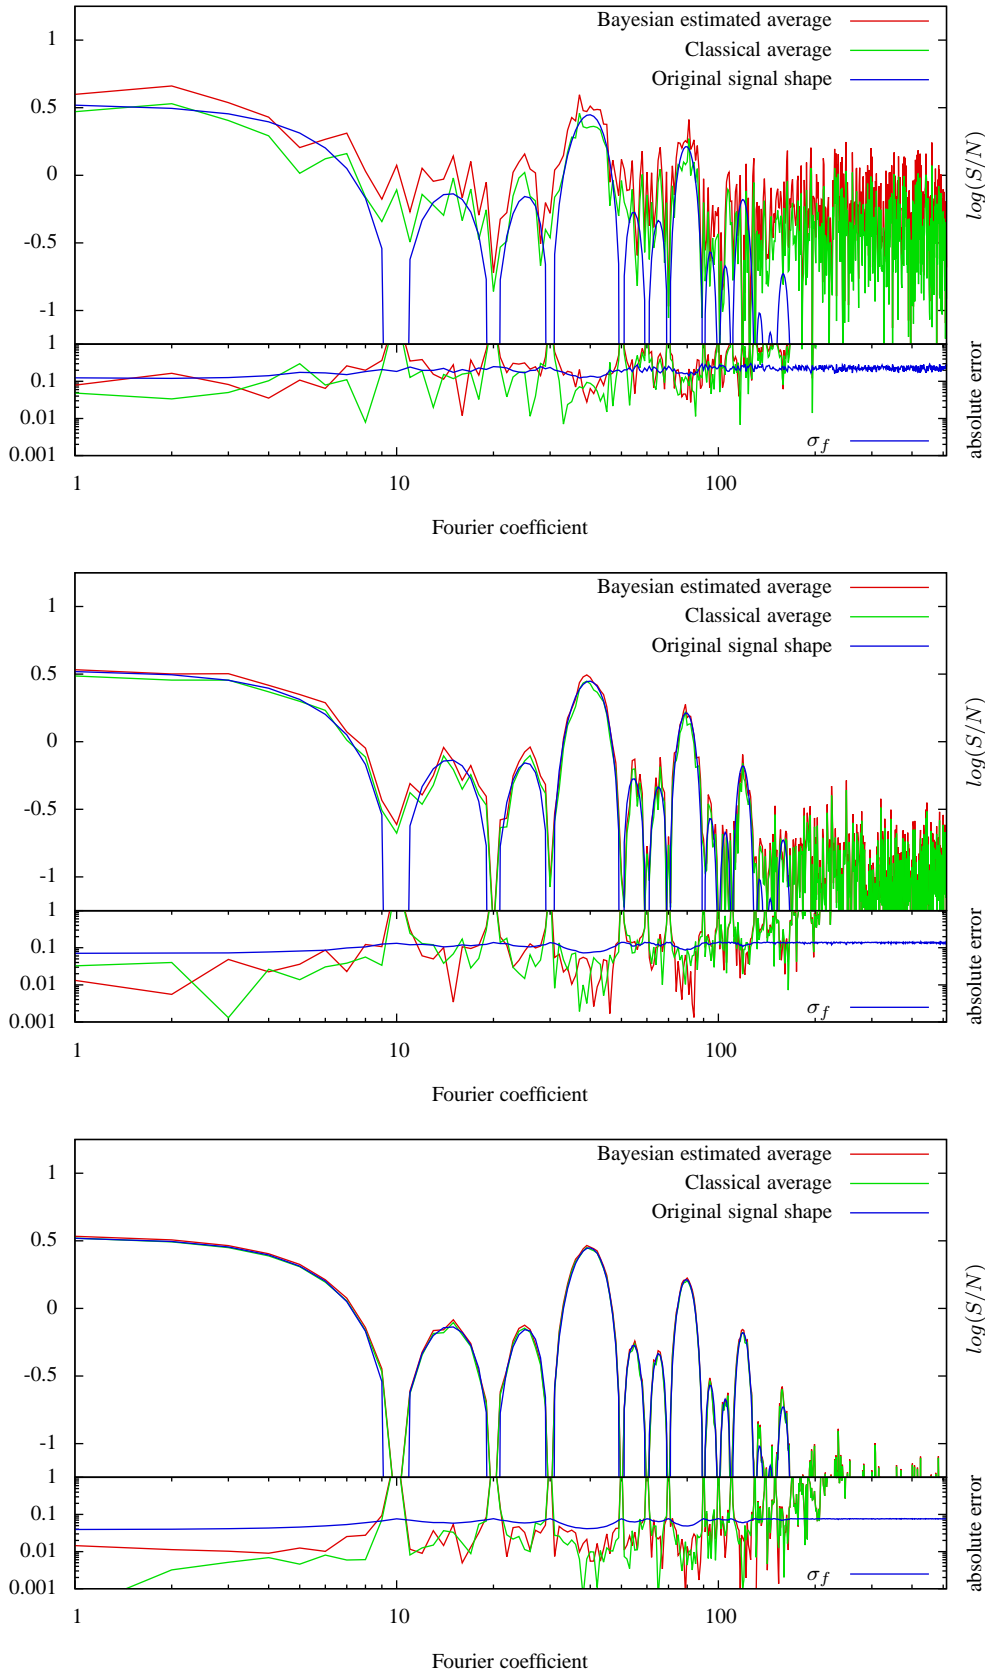 Bayesian estimated average
Classical average
Original signal shape
1
0.5
0
-0.5
-1
log(S/N)
1
0.1
0.01
0.001
absolute error
σf
1 10 100
Fourier coefficient
Bayesian estimated average
Classical average
Original signal shape
1
0.5
0
-0.5
-1
log(S/N)
1
0.1
0.01
0.001
absolute error
σf
1 10 100
Fourier coefficient
Bayesian estimated average
Classical average
Original signal shape
1
0.5
0
-0.5
-1
log(S/N)
1
0.1
0.01
0.001
absolute error
σf
1 10 100
Fourier coefficient